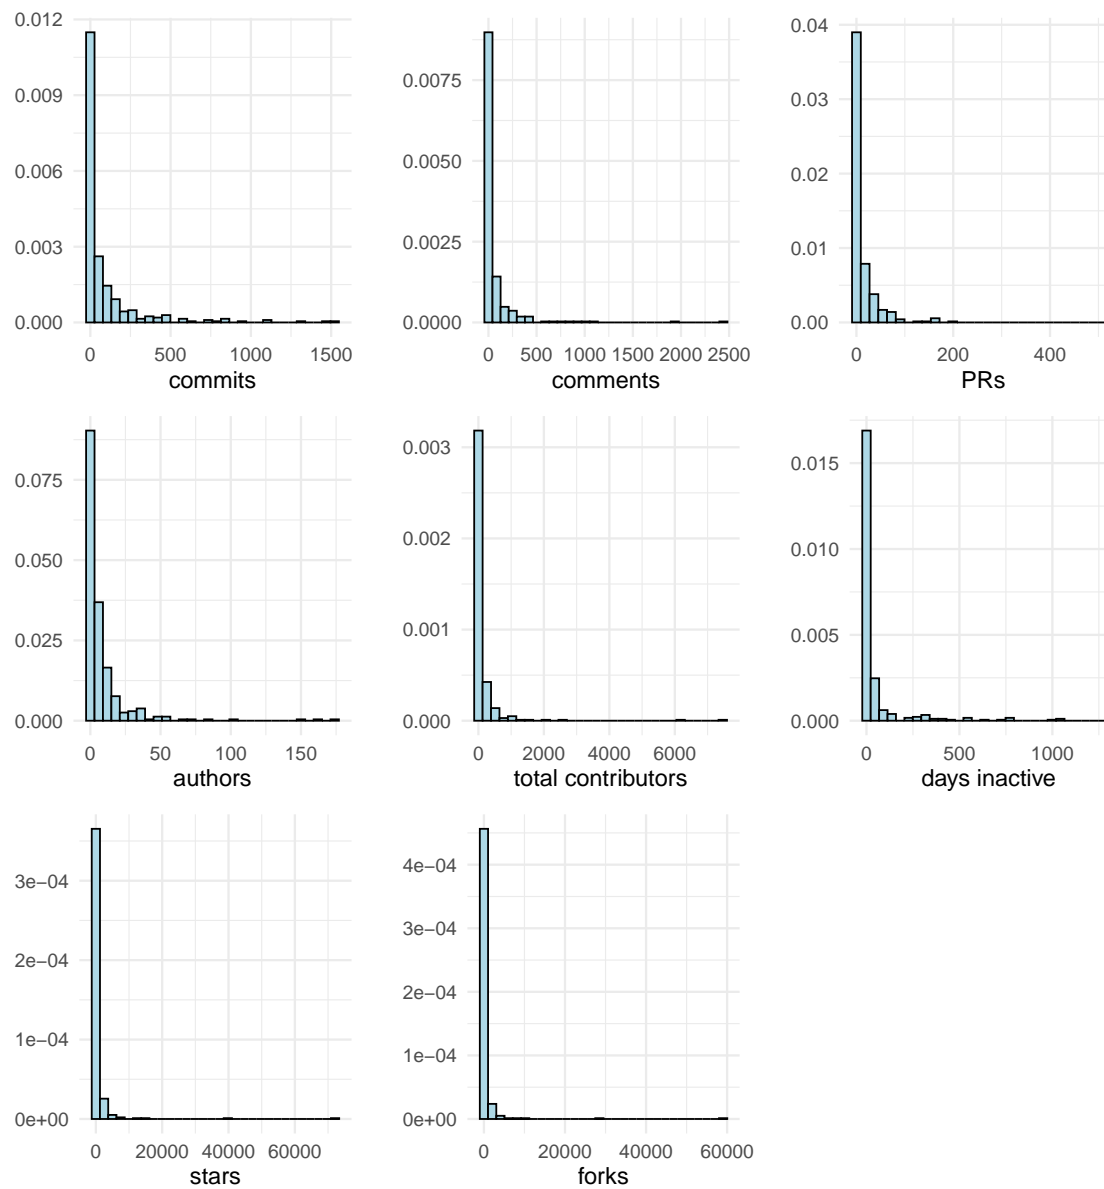 0.012
0.009
0.006
0.003
0.000
0 500 1000 1500
commits
0.0075
0.0050
0.0025
0.0000
0 500 1000 1500 2000 2500
comments
0.04
0.03
0.02
0.01
0.00
0 200 400
PRs
0.075
0.050
0.025
0.000
0 50 100 150
authors
0.003
0.002
0.001
0.000
0 2000 4000 6000
total contributors
0.015
0.010
0.005
0.000
0 500 1000
days inactive
3e−04
2e−04
1e−04
0e+00
0 20000 40000 60000
stars
4e−04
3e−04
2e−04
1e−04
0e+00
0 20000 40000 60000
forks